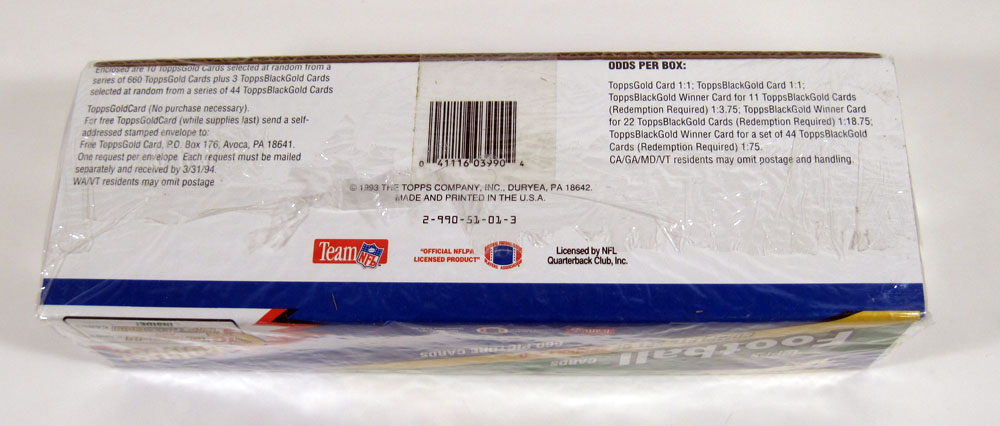 Enclosed are 10 ToppsGold Cards selected at random from a
series of 660 ToppsGold Cards plus 3 ToppsBlackGold Cards
selected at random from a series of 44 ToppsBlackGold Cards
ToppsGoldCard (No purchase necessary).
For free ToppsGoldCard (while supplies last) send a self-
addressed stamped envelope to:
Free ToppsGold Card, P.O. Box 176, Avoca, PA 18641.
One request per envelope. Each request must be mailed
separately and received by 3/31/94.
WA/VT residents may omit postage
0 41116 03990 4
© 1993 THE TOPPS COMPANY, INC., DURYEA, PA 18642.
MADE AND PRINTED IN THE U.S.A.
2-990-51-01-3
ODDS PER BOX:
ToppsGold Card 1:1; ToppsBlackGold Card 1:1;
ToppsBlackGold Winner Card for 11 ToppsBlackGold Cards
(Redemption Required) 1:3.75; ToppsBlackGold Winner Card
for 22 ToppsBlackGold Cards (Redemption Required) 1:18.75;
ToppsBlackGold Winner Card for a set of 44 ToppsBlackGold
Cards (Redemption Required) 1:75.
CA/GA/MD/VT residents may omit postage and handling.
Team NFL
"OFFICIAL NFLPA
LICENSED PRODUCT"
Licensed by NFL
Quarterback Club, Inc.
INSIDE!
660 PICTURE CARDS
Football
CARDS